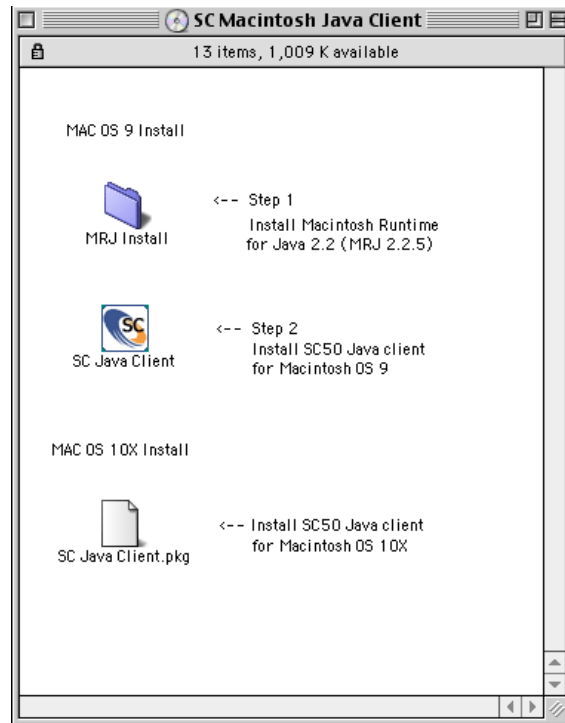 SC Macintosh Java Client
13 items, 1,009 K available
MAC OS 9 Install
<-- Step 1
Install Macintosh Runtime
for Java 2.2 (MRJ 2.2.5)
MRJ Install
SC
<-- Step 2
Install SC50 Java client
for Macintosh OS 9
SC Java Client
MAC OS 10X Install
<-- Install SC50 Java client
for Macintosh OS 10X
SC Java Client.pkg